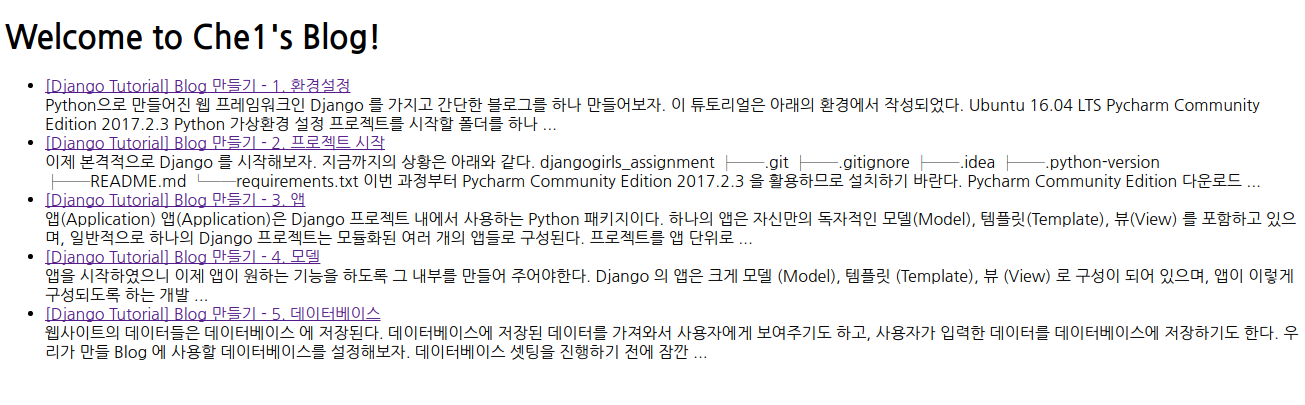 Welcome to Che1's Blog!
[Django Tutorial] Blog 만들기 - 1. 환경설정
Python으로 만들어진 웹 프레임워크인 Django 를 가지고 간단한 블로그를 하나 만들어보자. 이 튜토리얼은 아래의 환경에서 작성되었다. Ubuntu 16.04 LTS Pycharm Community
Edition 2017.2.3 Python 가상환경 설정 프로젝트를 시작할 폴더를 하나 ...
[Django Tutorial] Blog 만들기 - 2. 프로젝트 시작
이제 본격적으로 Django 를 시작해보자. 지금까지의 상황은 아래와 같다. djangogirls_assignment ├──.git ├──.gitignore ├──.idea ├──.python-version
├──README.md └──requirements.txt 이번 과정부터 Pycharm Community Edition 2017.2.3 을 활용하므로 설치하기 바란다. Pycharm Community Edition 다운로드 ...
[Django Tutorial] Blog 만들기 - 3. 앱
앱(Application) 앱(Application)은 Django 프로젝트 내에서 사용하는 Python 패키지이다. 하나의 앱은 자신만의 독자적인 모델(Model), 템플릿(Template), 뷰(View) 를 포함하고 있으
며, 일반적으로 하나의 Django 프로젝트는 모듈화된 여러 개의 앱들로 구성된다. 프로젝트를 앱 단위로 ...
[Django Tutorial] Blog 만들기 - 4. 모델
앱을 시작하였으니 이제 앱이 원하는 기능을 하도록 그 내부를 만들어 주어야한다. Django 의 앱은 크게 모델 (Model), 템플릿 (Template), 뷰 (View) 로 구성이 되어 있으며, 앱이 이렇게
구성되도록 하는 개발 ...
[Django Tutorial] Blog 만들기 - 5. 데이터베이스
웹사이트의 데이터들은 데이터베이스 에 저장된다. 데이터베이스에 저장된 데이터를 가져와서 사용자에게 보여주기도 하고, 사용자가 입력한 데이터를 데이터베이스에 저장하기도 한다. 우
리가 만들 Blog 에 사용할 데이터베이스를 설정해보자. 데이터베이스 셋팅을 진행하기 전에 잠깐 ...